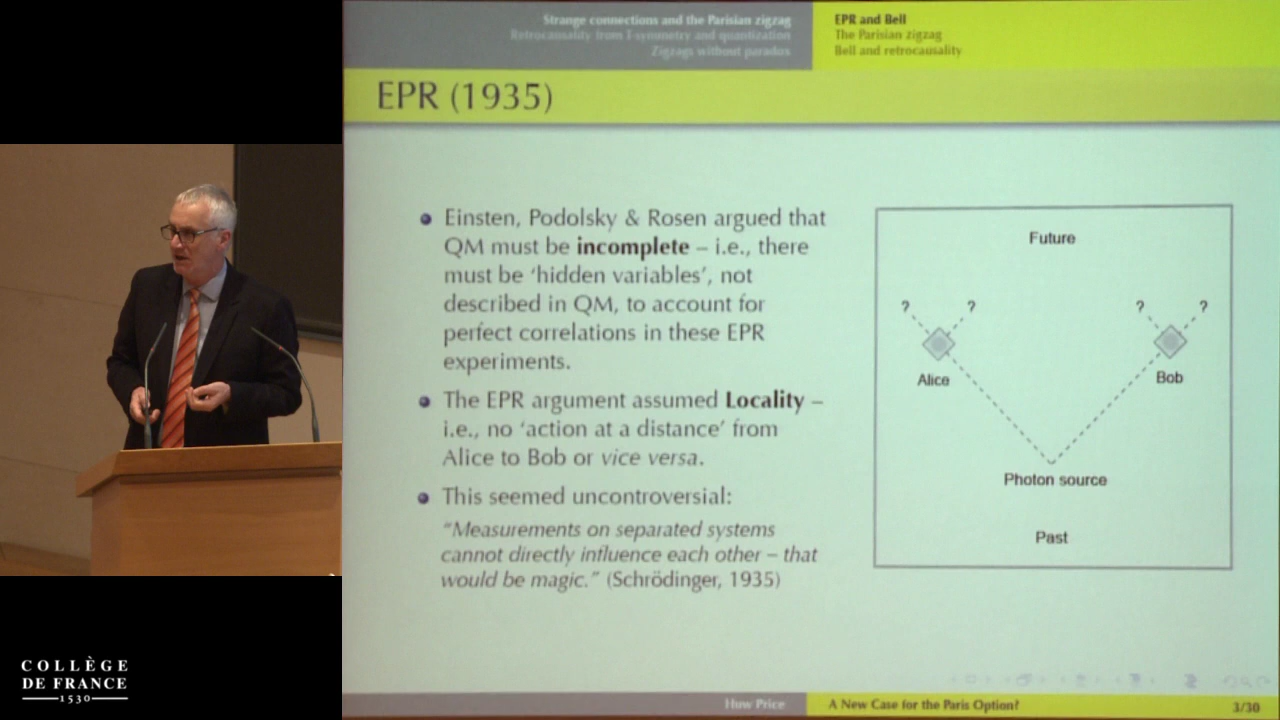 Strange connections and the Parisian zigzag
Retrocausality from T-symmetry and quantization
Zigzags without paradox
EPR and Bell
The Parisian zigzag
Bell and retrocausality
EPR (1935)
Einsten, Podolsky & Rosen argued that
QM must be incomplete – i.e., there
must be ‘hidden variables’, not
described in QM, to account for
perfect correlations in these EPR
experiments.
The EPR argument assumed Locality –
i.e., no ‘action at a distance’ from
Alice to Bob or vice versa.
This seemed uncontroversial:
“Measurements on separated systems
cannot directly influence each other – that
would be magic.” (Schrödinger, 1935)
Future
? ? ? ?
Alice
Bob
Photon source
Past
COLLÈGE
DE FRANCE
1530
Huw Price
A New Case for the Paris Option?
3/30